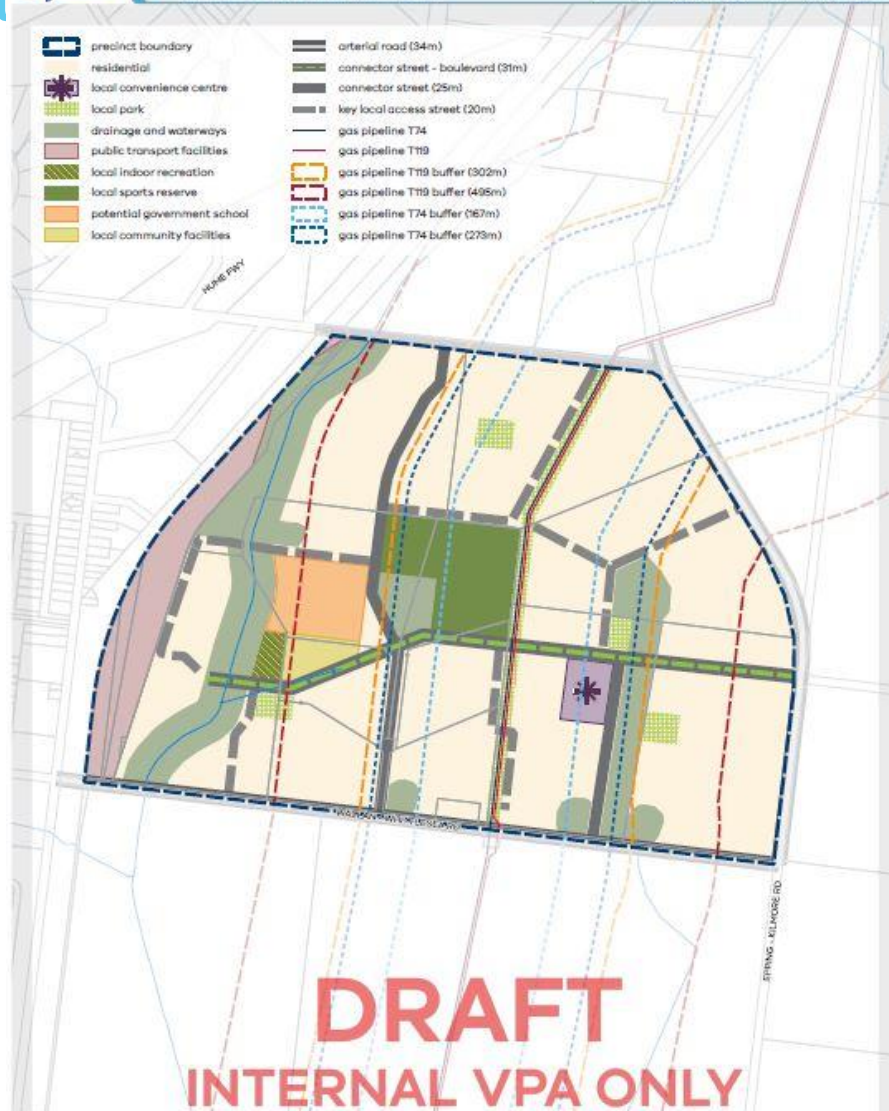 precinct boundary
residential
local convenience centre
local park
drainage and waterways
public transport facilities
local indoor recreation
local sports reserve
potential government school
local community facilities
arterial road (34m)
connector street - boulevard (31m)
connector street (25m)
key local access street (20m)
gas pipeline T74
gas pipeline T119
gas pipeline T119 buffer (302m)
gas pipeline T119 buffer (495m)
gas pipeline T74 buffer (167m)
gas pipeline T74 buffer (273m)
HUME FWY
EPPING - KILMORE RD
DRAFT
INTERNAL VPA ONLY